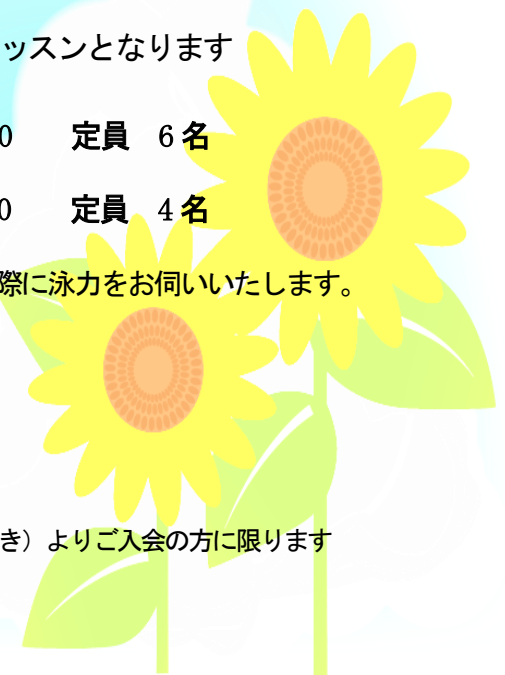 ッスンとなります
0　　定員　6名
0　　定員　4名
際に泳力をお伺いいたします。
き）よりご入会の方に限ります